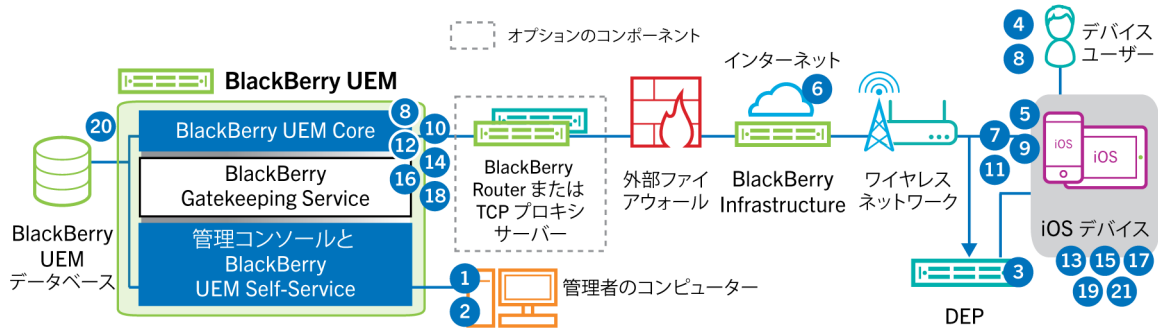 オプションのコンポーネント
BlackBerry UEM
20
8
BlackBerry UEM Core
12
10
14
16
18
BlackBerry
Gatekeeping Service
管理コンソールと
BlackBerry
UEM Self-Service
BlackBerry
UEM
データベース
BlackBerry
Router または
TCP プロキシ
サーバー
1
2
管理者のコンピューター
外部ファイ
アウォール
インターネット
6
BlackBerry
Infrastructure
ワイヤレス
ネットワーク
4
8
デバイス
ユーザー
5
7
9
11
iOS
iOS
iOS デバイス
13
15
17
19
21
3
DEP